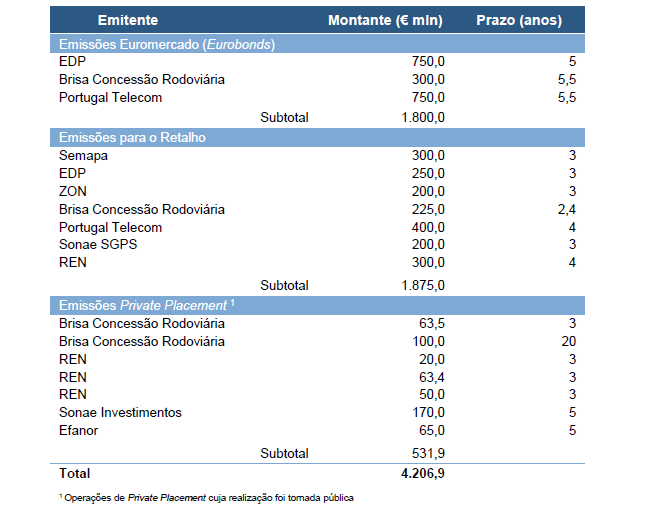 Emitente Montante (€ mln) Prazo (anos)
Emissões Euromercado (Eurobonds)
EDP 750,0 5
Brisa Concessão Rodoviária 300,0 5,5
Portugal Telecom 750,0 5,5
Subtotal 1.800,0
Emissões para o Retalho
Semapa 300,0 3
EDP 250,0 3
ZON 200,0 3
Brisa Concessão Rodoviária 225,0 2,4
Portugal Telecom 400,0 4
Sonae SGPS 200,0 3
REN 300,0 4
Subtotal 1.875,0
Emissões Private Placement 1
Brisa Concessão Rodoviária 63,5 3
Brisa Concessão Rodoviária 100,0 20
REN 20,0 3
REN 63,4 3
REN 50,0 3
Sonae Investimentos 170,0 5
Efanor 65,0 5
Subtotal 531,9
Total 4.206,9
1 Operações de Private Placement cuja realização foi tornada pública